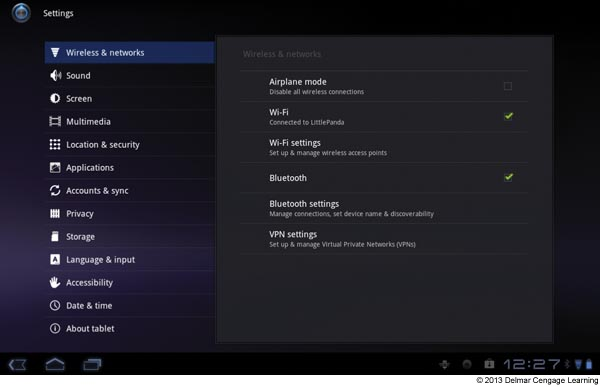 Settings
Wireless & networks
Sound
Screen
Multimedia
Location & security
Applications
Accounts & sync
Privacy
Storage
Language & input
A
Accessibility
Date & time
About tablet
Wireless & networks
Airplane mode
Disable all wireless connections
Wi-Fi
Connected to LittlePanda
Wi-Fi settings
Set up & manage wireless access points
Bluetooth
Bluetooth settings
Manage connections, set device name & discoverability
VPN settings
Set up & manage Virtual Private Networks (VPNs)
12:27
© 2013 Delmar Cengage Learning